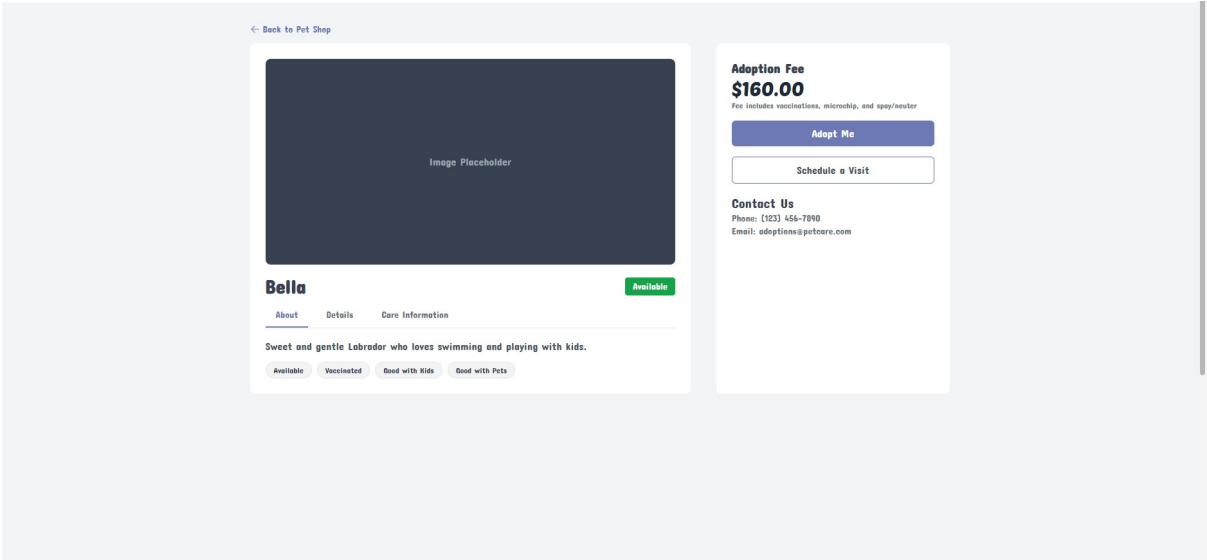 ← Back to Pet Shop
Image Placeholder
Bella
Available
About Details Care Information
Sweet and gentle Labrador who loves swimming and playing with kids.
Available Vaccinated Good with Kids Good with Pets
Adoption Fee
$160.00
Fee includes vaccinations, microchip, and spay/neuter
Adopt Me
Schedule a Visit
Contact Us
Phone: (123) 456-7890
Email: adoptions@petcare.com